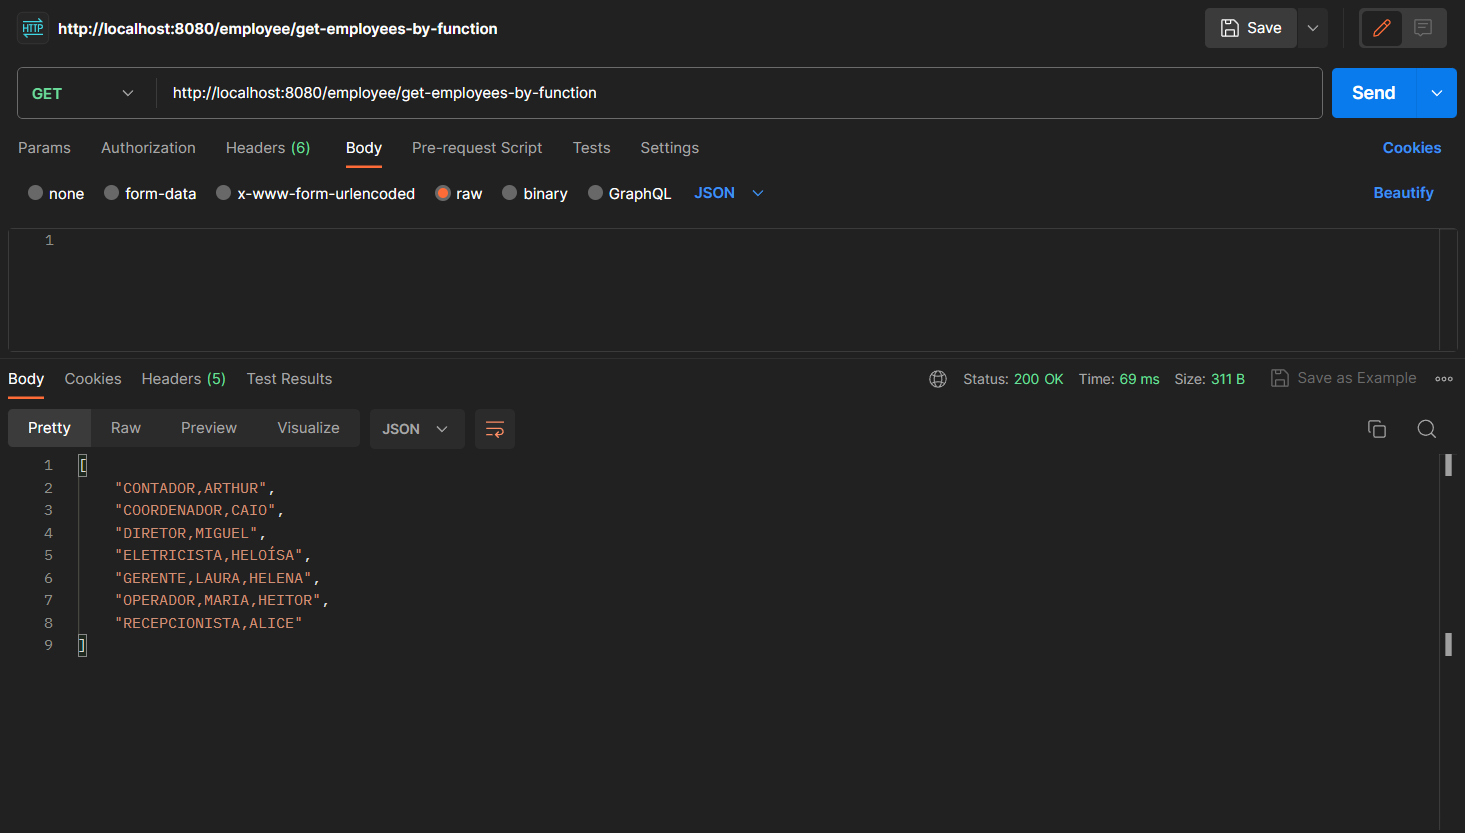 HTTP http://localhost:8080/employee/get-employees-by-function Save
GET http://localhost:8080/employee/get-employees-by-function Send
Params Authorization Headers (6) Body Pre-request Script Tests Settings Cookies
none form-data x-www-form-urlencoded raw binary GraphQL JSON Beautify
1
Body Cookies Headers (5) Test Results Status: 200 OK Time: 69 ms Size: 311 B Save as Example
Pretty Raw Preview Visualize JSON
1 [
2 "CONTADOR,ARTHUR",
3 "COORDENADOR,CAIO",
4 "DIRETOR,MIGUEL",
5 "ELETRICISTA,HELOÍSA",
6 "GERENTE,LAURA,HELENA",
7 "OPERADOR,MARIA,HEITOR",
8 "RECEPCIONISTA,ALICE"
9 ]